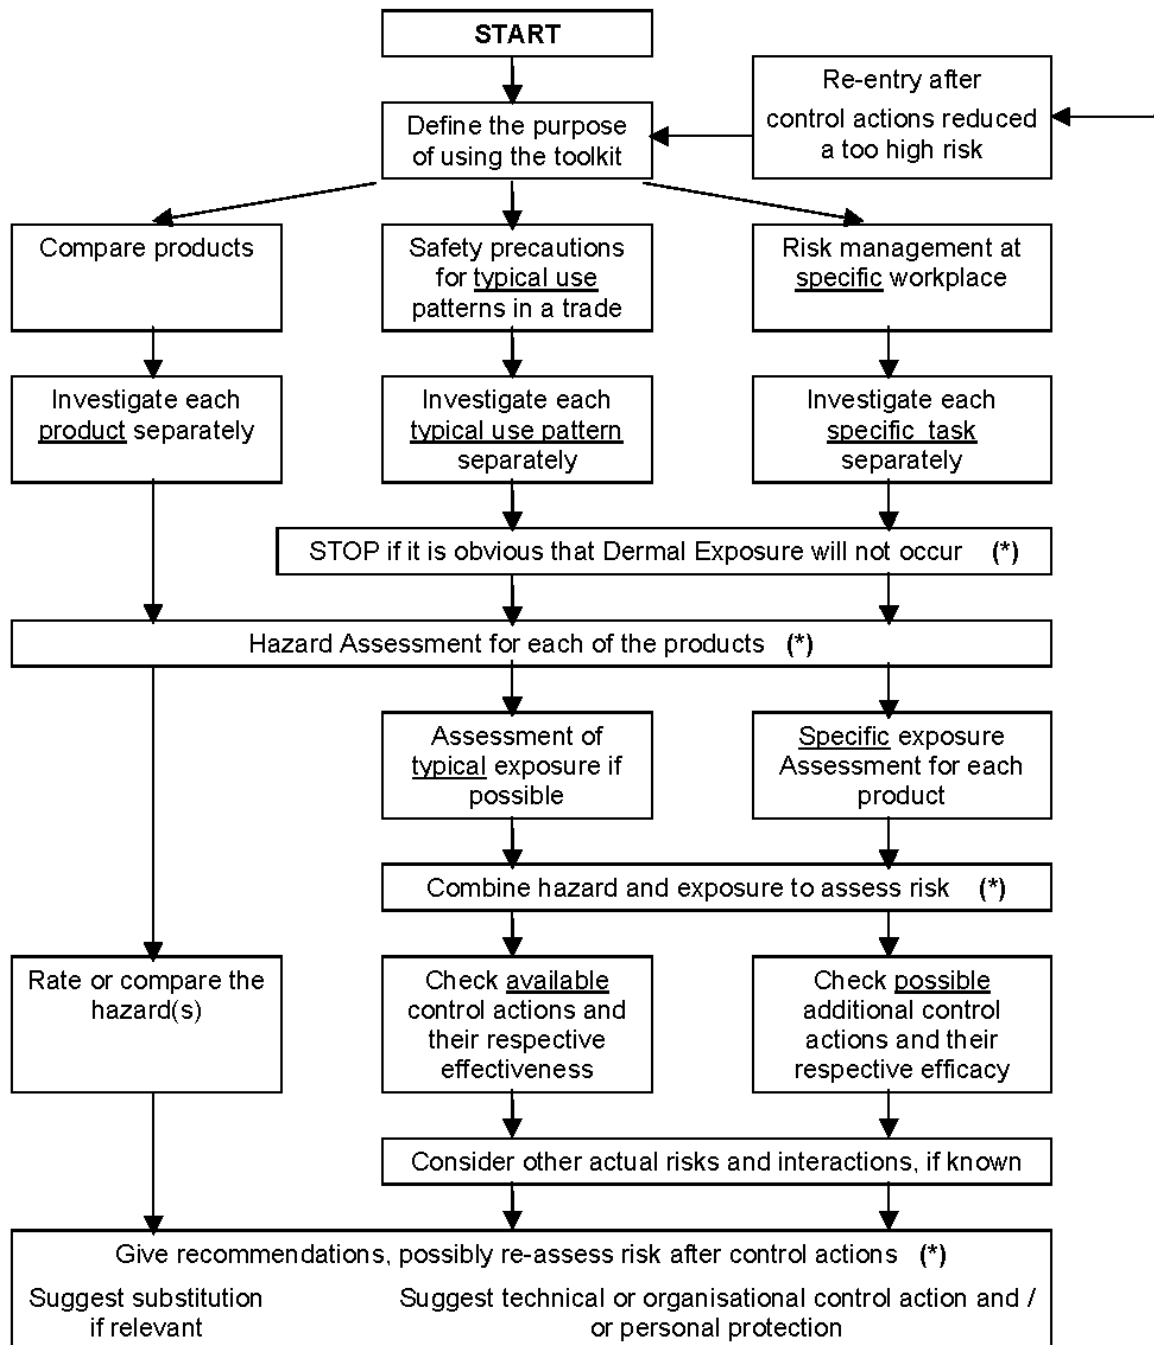 START
Re-entry after
control actions reduced
a too high risk
Define the purpose
of using the toolkit
Compare products
Safety precautions
for typical use
patterns in a trade
Risk management at
specific workplace
Investigate each
product separately
Investigate each
typical use pattern
separately
Investigate each
specific task
separately
STOP if it is obvious that Dermal Exposure will not occur (*)
Hazard Assessment for each of the products (*)
Assessment of
typical exposure if
possible
Specific exposure
Assessment for each
product
Combine hazard and exposure to assess risk (*)
Rate or compare the
hazard(s)
Check available
control actions and
their respective
effectiveness
Check possible
additional control
actions and their
respective efficacy
Consider other actual risks and interactions, if known
Give recommendations, possibly re-assess risk after control actions (*)
Suggest substitution
if relevant
Suggest technical or organisational control action and /
or personal protection